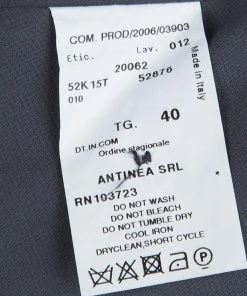 COM. PROD/2006/03903
Etic. Lav. 012
20062
52K 15T 52876
010
Made in Italy
TG. 40
DT.IN.COM
Ordine stagionale
ANTINEA SRL
RN103723
DO NOT WASH
DO NOT BLEACH
DO NOT TUMBLE DRY
COOL IRON
DRYCLEAN,SHORT CYCLE
P